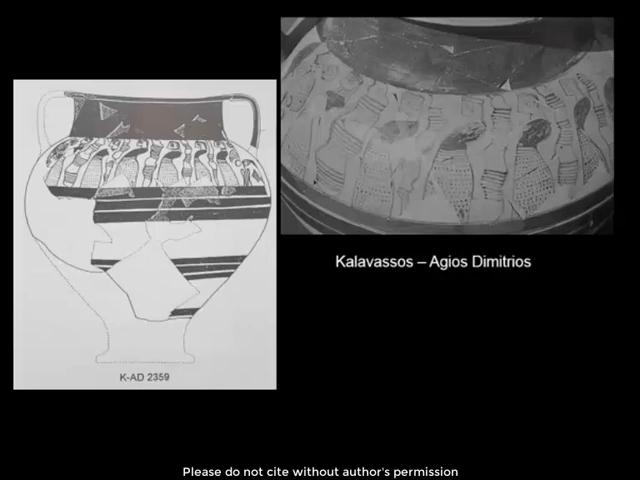 Kalavassos – Agios Dimitrios
K-AD 2359
Please do not cite without author's permission